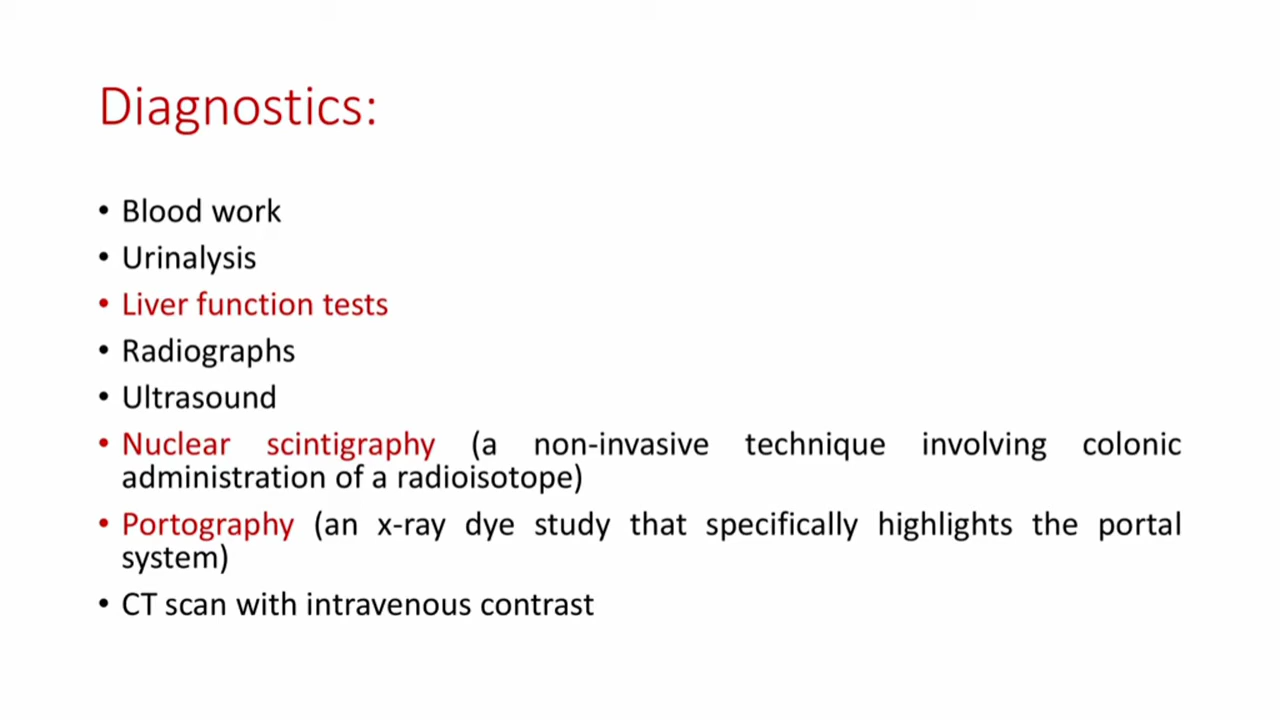 Diagnostics:
• Blood work
• Urinalysis
• Liver function tests
• Radiographs
• Ultrasound
• Nuclear scintigraphy (a non-invasive technique involving colonic
administration of a radioisotope)
• Portography (an x-ray dye study that specifically highlights the portal
system)
• CT scan with intravenous contrast